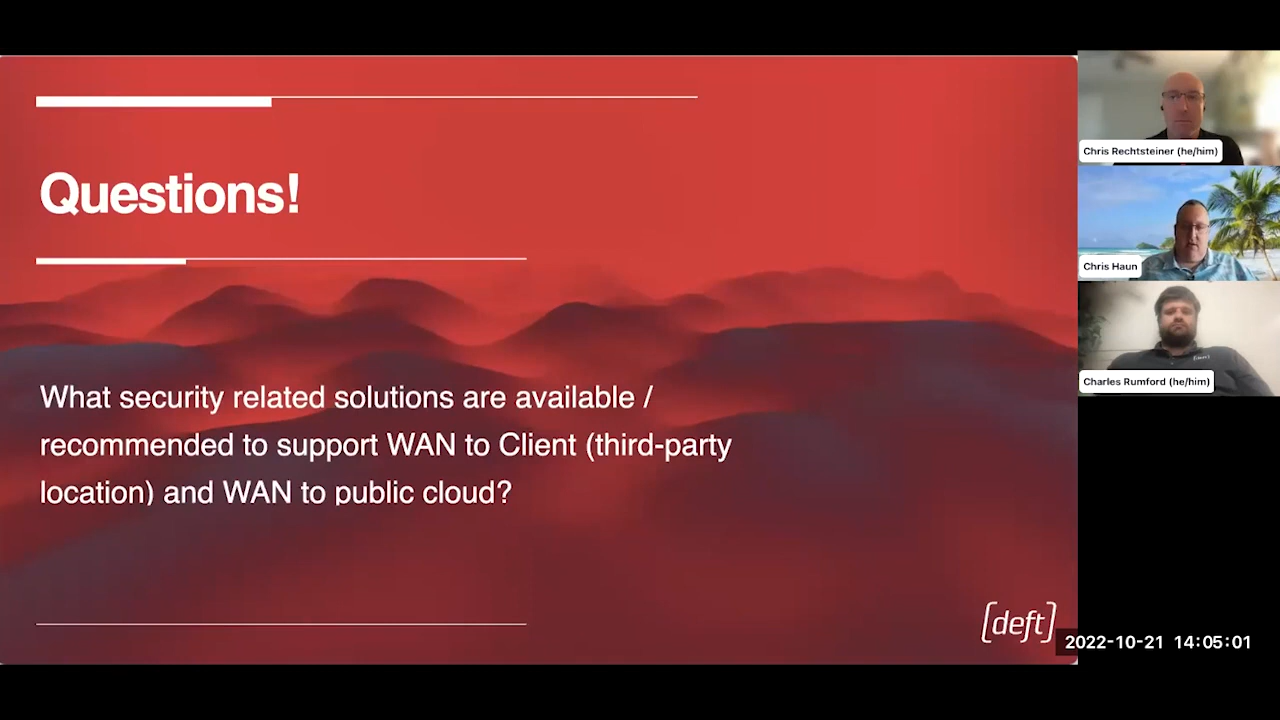 Questions!
What security related solutions are available /
recommended to support WAN to Client (third-party
location) and WAN to public cloud?
[deft]
Chris Rechtsteiner (he/him)
Chris Haun
Charles Rumford (he/him)
2022-10-21 14:05:01